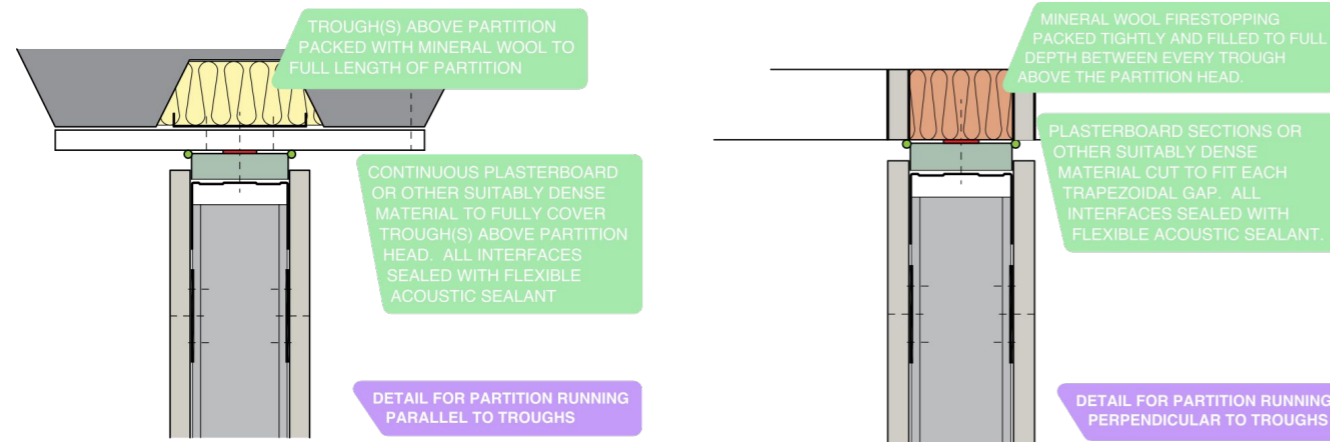 TROUGH(S) ABOVE PARTITION
PACKED WITH MINERAL WOOL TO
FULL LENGTH OF PARTITION
CONTINUOUS PLASTERBOARD
OR OTHER SUITABLY DENSE
MATERIAL TO FULLY COVER
TROUGH(S) ABOVE PARTITION
HEAD. ALL INTERFACES
SEALED WITH FLEXIBLE
ACOUSTIC SEALANT
DETAIL FOR PARTITION RUNNING
PARALLEL TO TROUGHS
MINERAL WOOL FIRESTOPPING
PACKED TIGHTLY AND FILLED TO FULL
DEPTH BETWEEN EVERY TROUGH
ABOVE THE PARTITION HEAD.
PLASTERBOARD SECTIONS OR
OTHER SUITABLY DENSE
MATERIAL CUT TO FIT EACH
TRAPEZOIDAL GAP. ALL
INTERFACES SEALED WITH
FLEXIBLE ACOUSTIC SEALANT.
DETAIL FOR PARTITION RUNNING
PERPENDICULAR TO TROUGHS